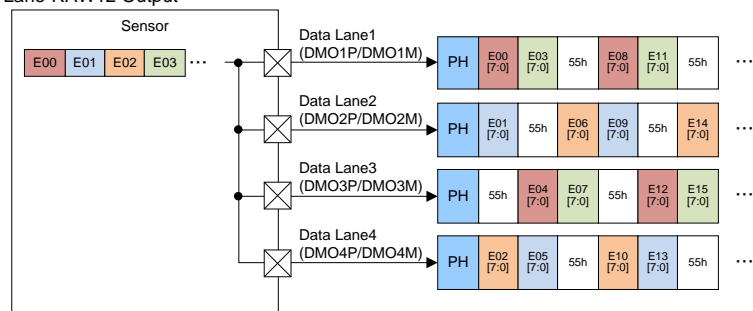 Lane RAW12 Output
Sensor
E00 E01 E02 E03 ...
Data Lane1
(DMO1P/DMO1M)
PH E00 [7:0] E03 [7:0] 55h E08 [7:0] E11 [7:0] 55h ...
Data Lane2
(DMO2P/DMO2M)
PH E01 [7:0] 55h E06 [7:0] E09 [7:0] 55h E14 [7:0] ...
Data Lane3
(DMO3P/DMO3M)
PH 55h E04 [7:0] E07 [7:0] 55h E12 [7:0] E15 [7:0] ...
Data Lane4
(DMO4P/DMO4M)
PH E02 [7:0] E05 [7:0] 55h E10 [7:0] E13 [7:0] 55h ...